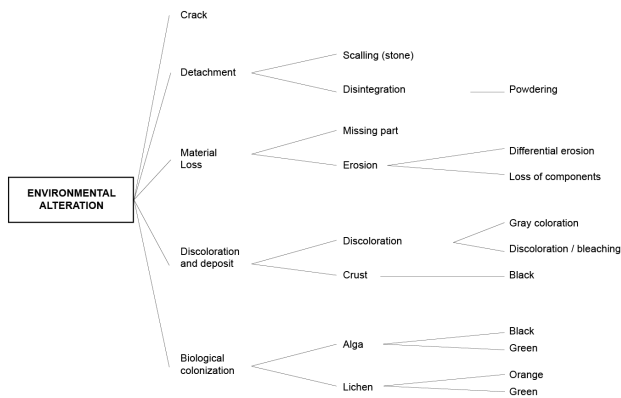 Crack
Detachment
Scalling (stone)
Disintegration
Powdering
Material
Loss
Missing part
Erosion
Differential erosion
Loss of components
ENVIRONMENTAL
ALTERATION
Discoloration
and deposit
Discoloration
Gray coloration
Discoloration / bleaching
Crust
Black
Biological
colonization
Alga
Black
Green
Lichen
Orange
Green